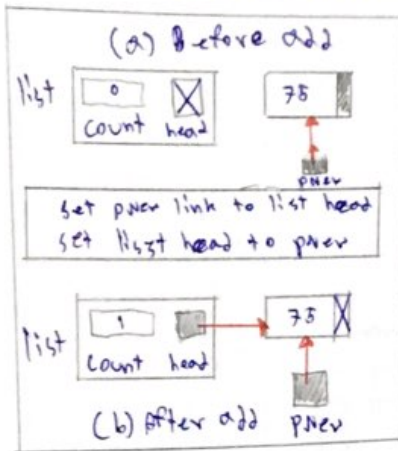 (a) Before add
list
0
75
count head
pNew
set pNew link to list head
set list head to pNew
1
75
list
count head
(b) After add pNew